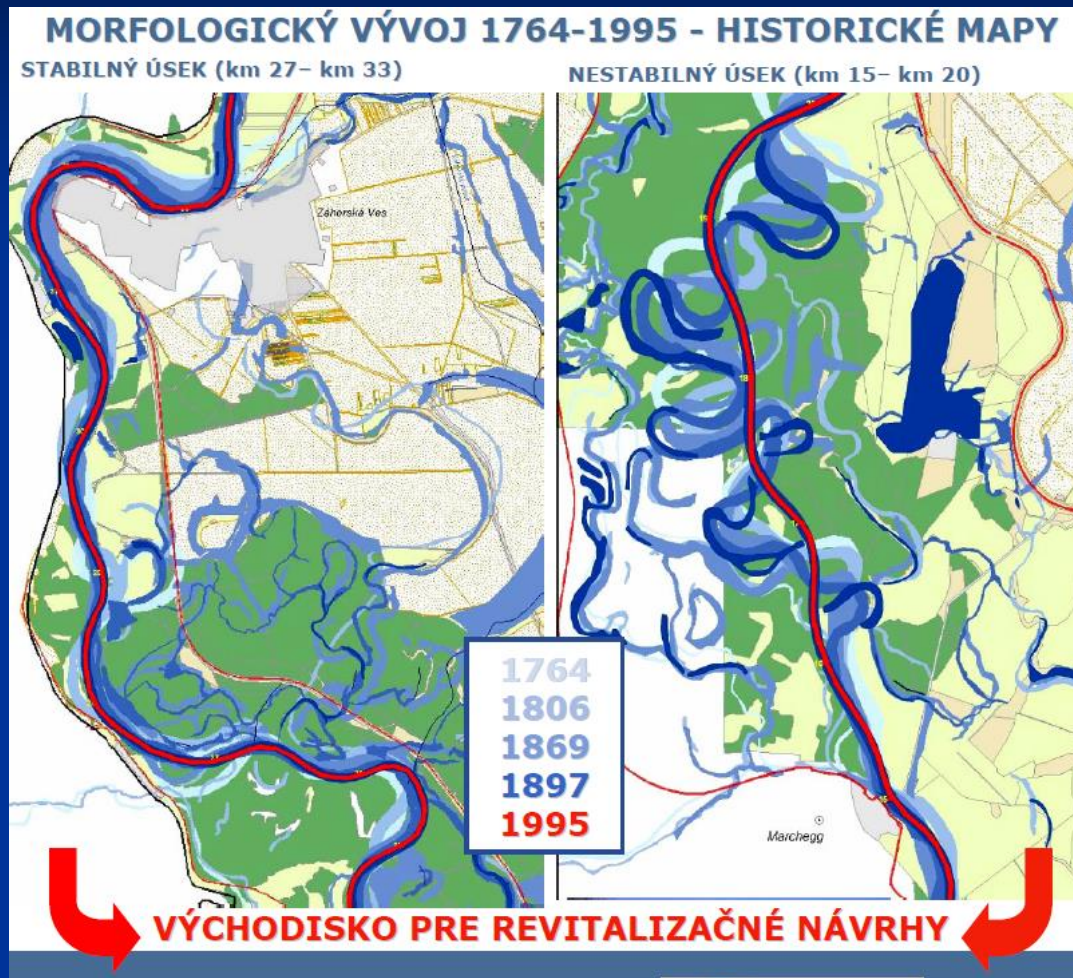 MORFOLOGICKÝ VÝVOJ 1764-1995 - HISTORICKÉ MAPY
STABILNÝ ÚSEK (km 27– km 33)
NESTABILNÝ ÚSEK (km 15– km 20)
Záhorská Ves
1764
1806
1869
1897
1995
Marchegg
VÝCHODISKO PRE REVITALIZAČNÉ NÁVRHY